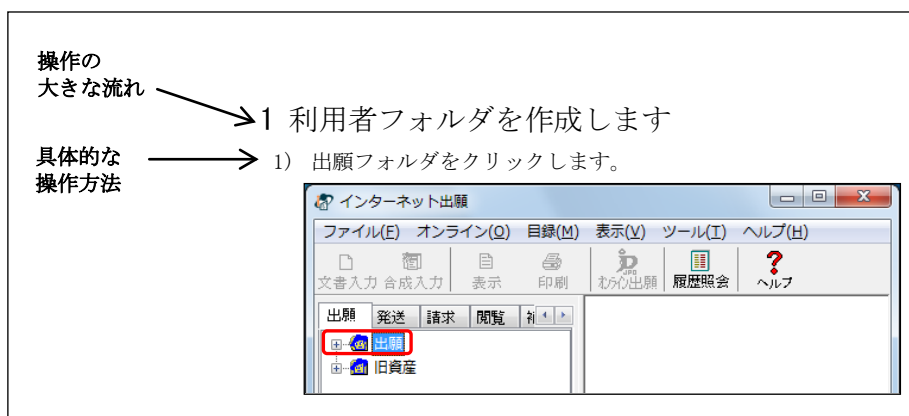 操作の
大きな流れ
1 利用者フォルダを作成します
具体的な
操作方法
1) 出願フォルダをクリックします。
インターネット出願
ファイル(F) オンライン(O) 目録(M) 表示(V) ツール(T) ヘルプ(H)
文書入力 合成入力 表示 印刷 オンライン出願 履歴照会 ヘルプ
出願 発送 請求 閲覧
出願
旧資産